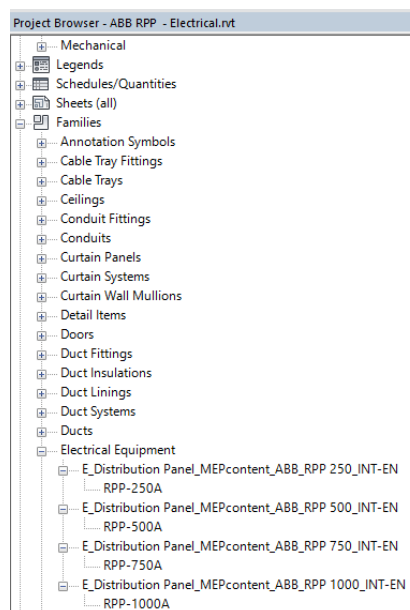 Project Browser - ABB RPP - Electrical.rvt
Mechanical
Legends
Schedules/Quantities
Sheets (all)
Families
Annotation Symbols
Cable Tray Fittings
Cable Trays
Ceilings
Conduit Fittings
Conduits
Curtain Panels
Curtain Systems
Curtain Wall Mullions
Detail Items
Doors
Duct Fittings
Duct Insulations
Duct Linings
Duct Systems
Ducts
Electrical Equipment
E_Distribution Panel_MEPcontent_ABB_RPP 250_INT-EN
RPP-250A
E_Distribution Panel_MEPcontent_ABB_RPP 500_INT-EN
RPP-500A
E_Distribution Panel_MEPcontent_ABB_RPP 750_INT-EN
RPP-750A
E_Distribution Panel_MEPcontent_ABB_RPP 1000_INT-EN
RPP-1000A